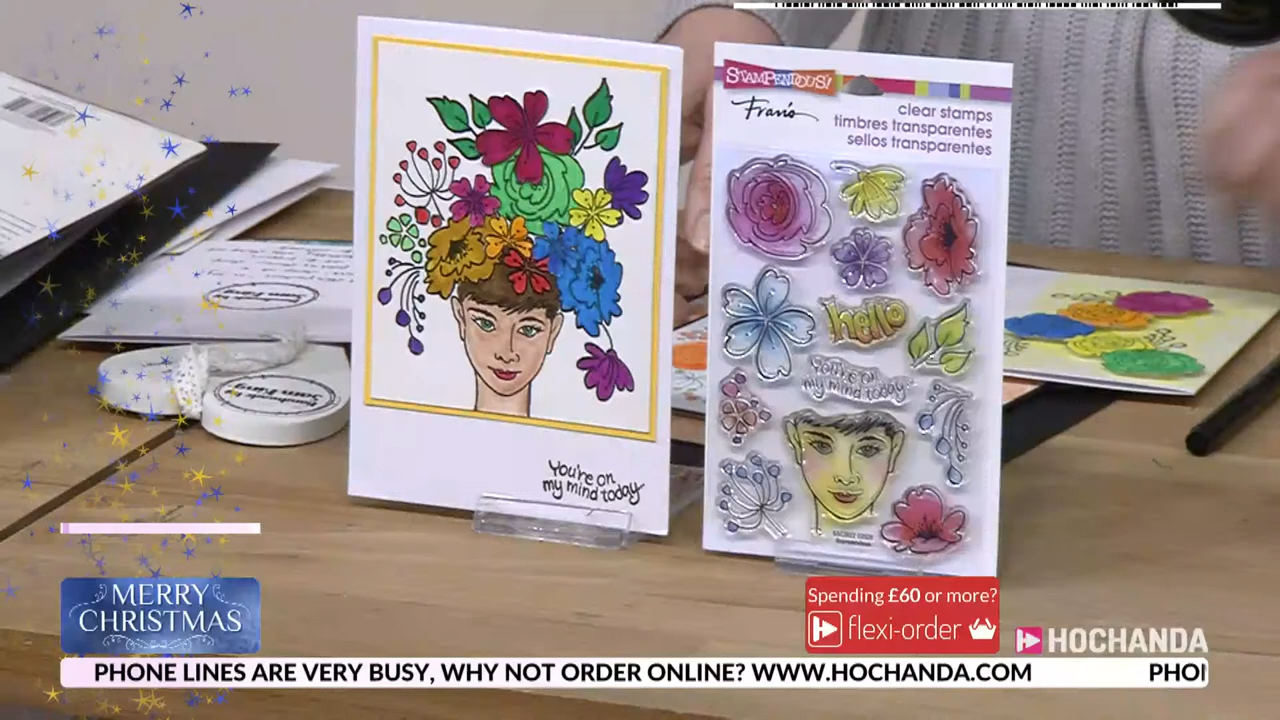 STAMPENDOUS!
Fran's
clear stamps
timbres transparentes
sellos transparentes
hello
You're on
my mind today
You're on
my mind today
MERRY
CHRISTMAS
Spending £60 or more?
flexi-order
HOCHANDA
PHONE LINES ARE VERY BUSY, WHY NOT ORDER ONLINE? WWW.HOCHANDA.COM
PHO